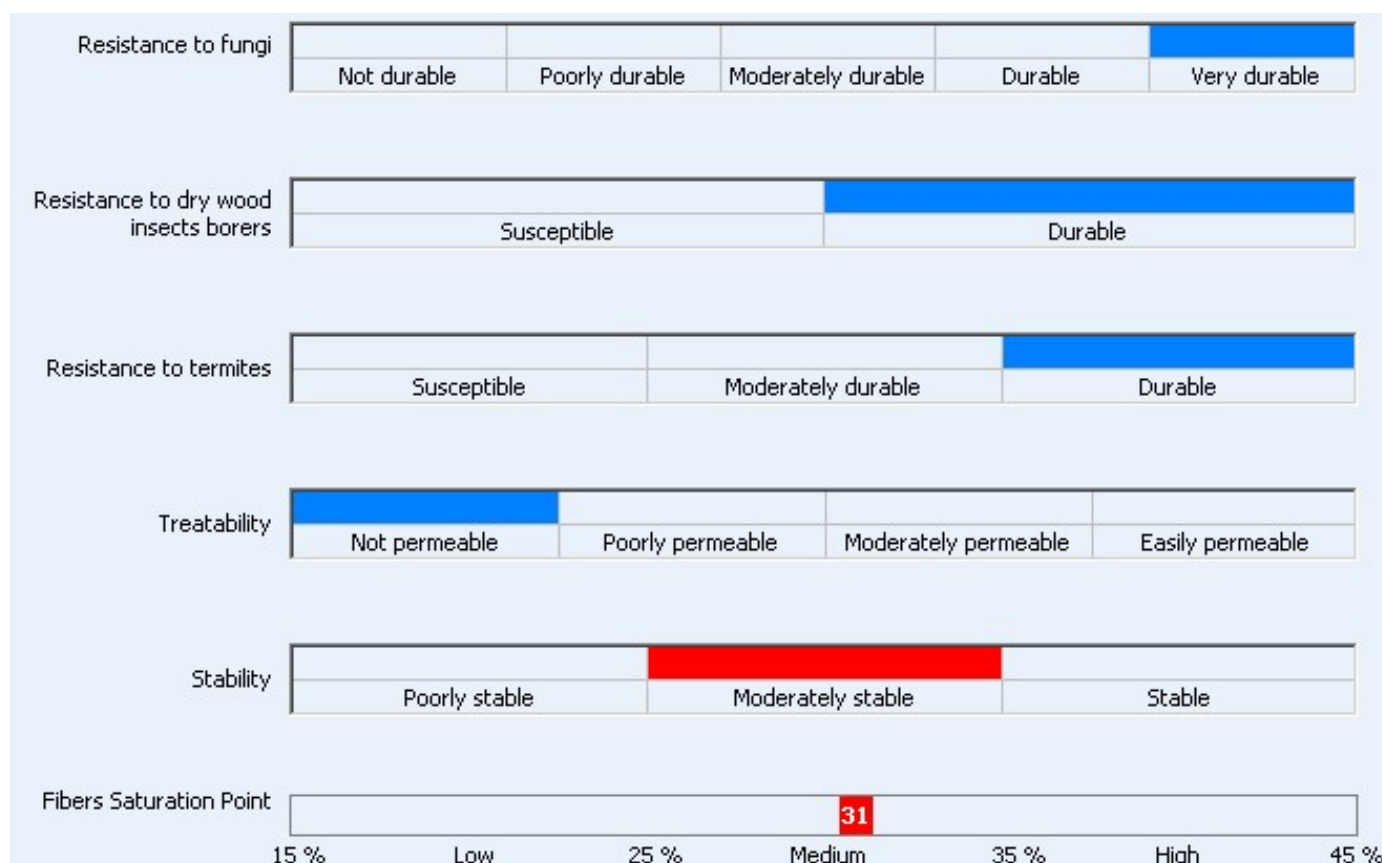 Resistance to fungi
Not durable Poorly durable Moderately durable Durable Very durable
Resistance to dry wood
insects borers
Susceptible Durable
Resistance to termites
Susceptible Moderately durable Durable
Treatability
Not permeable Poorly permeable Moderately permeable Easily permeable
Stability
Poorly stable Moderately stable Stable
Fibers Saturation Point
31
15 % Low 25 % Medium 35 % High 45 %